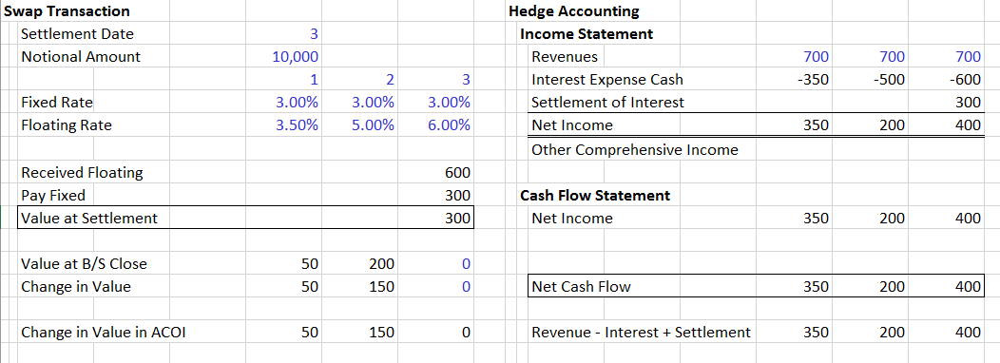 Swap Transaction Hedge Accounting
Settlement Date 3 Income Statement
Notional Amount 10,000 Revenues 700 700 700
1 2 3 Interest Expense Cash -350 -500 -600
Fixed Rate 3.00% 3.00% 3.00% Settlement of Interest 300
Floating Rate 3.50% 5.00% 6.00% Net Income 350 200 400
Other Comprehensive Income
Received Floating 600
Pay Fixed 300 Cash Flow Statement
Value at Settlement 300 Net Income 350 200 400
Value at B/S Close 50 200 0
Change in Value 50 150 0 Net Cash Flow 350 200 400
Change in Value in ACOI 50 150 0 Revenue - Interest + Settlement 350 200 400